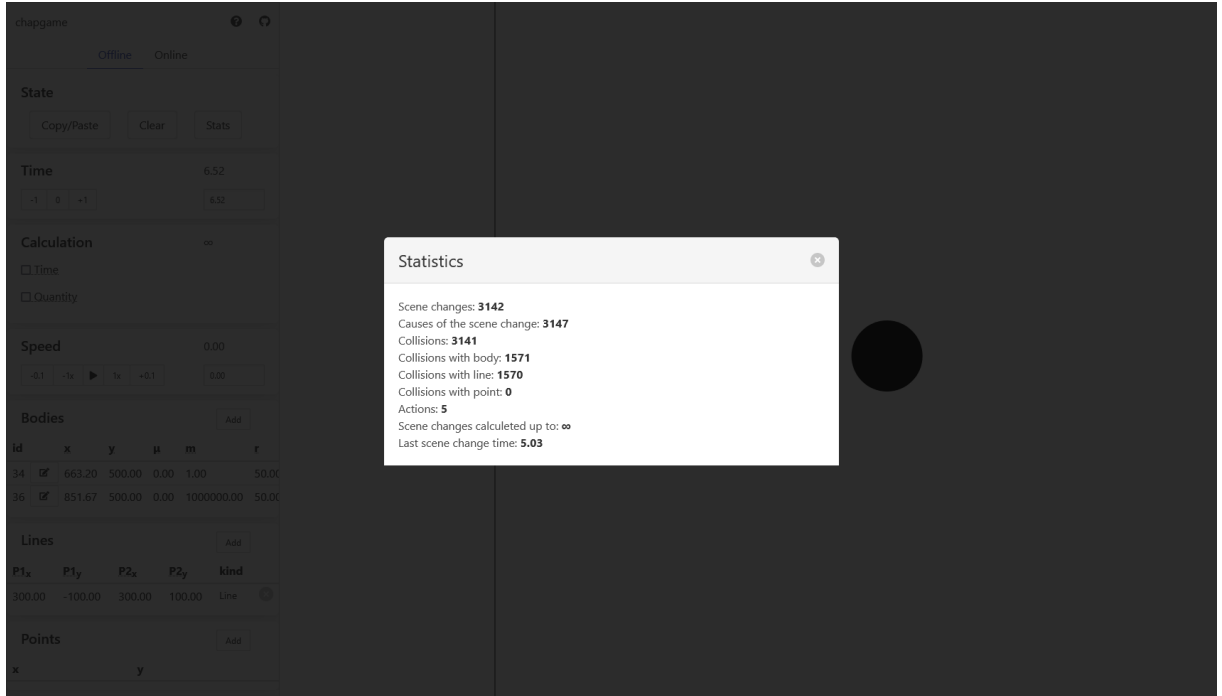 chapgame
Offline Online
State
Copy/Paste Clear Stats
Time 6.52
-1 0 +1 6.52
Calculation ∞
Time
Quantity
Speed 0.00
-0.1 -1x 1x +0.1 0.00
Bodies Add
id x y μ m r
34 663.20 500.00 0.00 1.00 50.00
36 851.67 500.00 0.00 1000000.00 50.00
Lines Add
P1x P1y P2x P2y kind
300.00 -100.00 300.00 100.00 Line
Points Add
x y
Statistics
Scene changes: 3142
Causes of the scene change: 3147
Collisions: 3141
Collisions with body: 1571
Collisions with line: 1570
Collisions with point: 0
Actions: 5
Scene changes calculeted up to: ∞
Last scene change time: 5.03